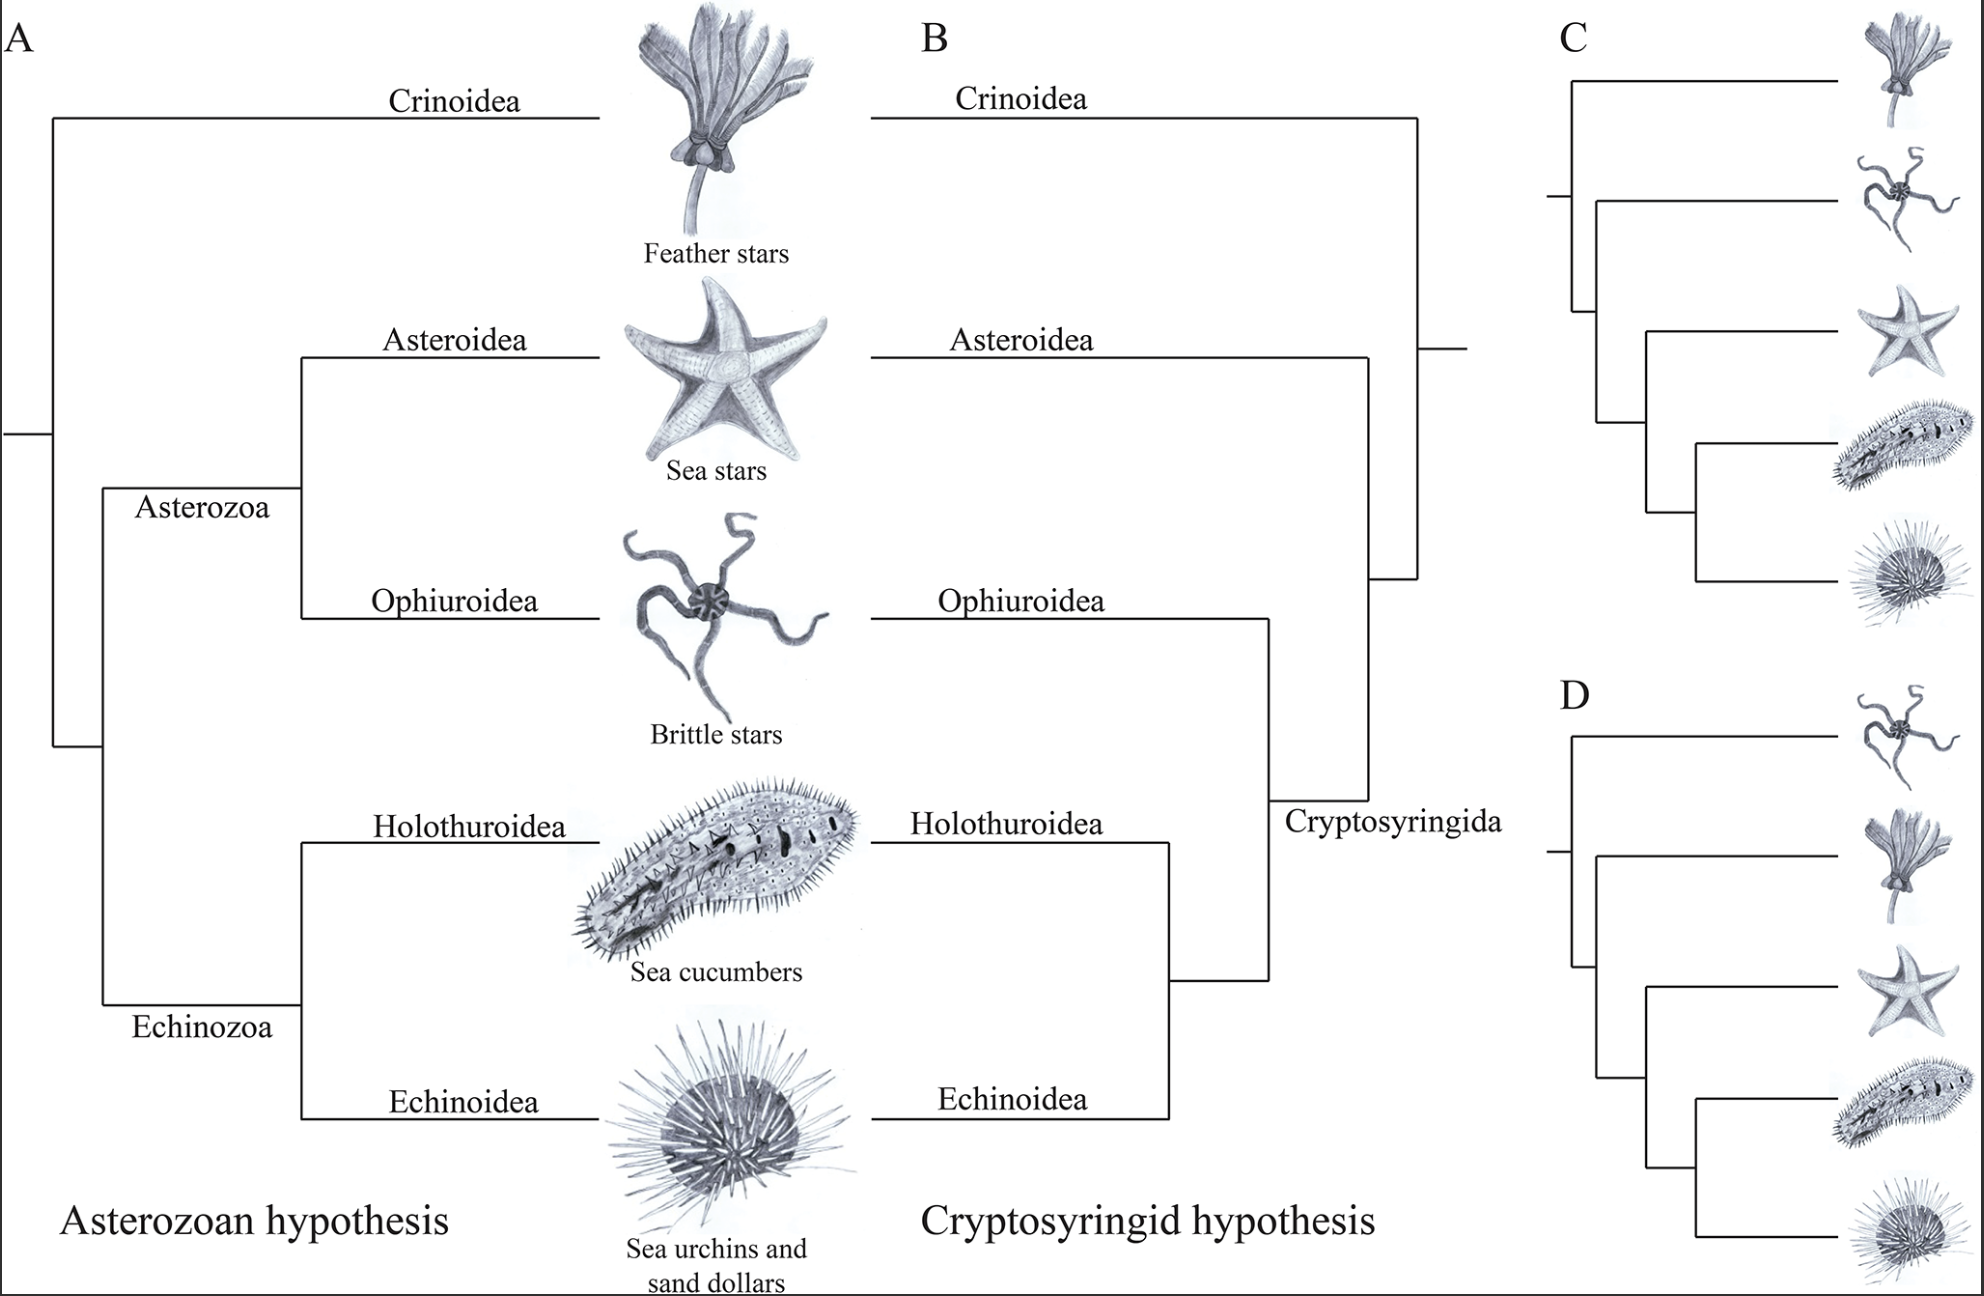 A
B
C
Crinoidea
Crinoidea
Feather stars
Asteroidea
Asteroidea
Sea stars
Asterozoa
Ophiuroidea
Ophiuroidea
Brittle stars
D
Holothuroidea
Holothuroidea
Cryptosyringida
Sea cucumbers
Echinozoa
Echinoidea
Echinoidea
Asterozoan hypothesis
Cryptosyringid hypothesis
Sea urchins and
sand dollars